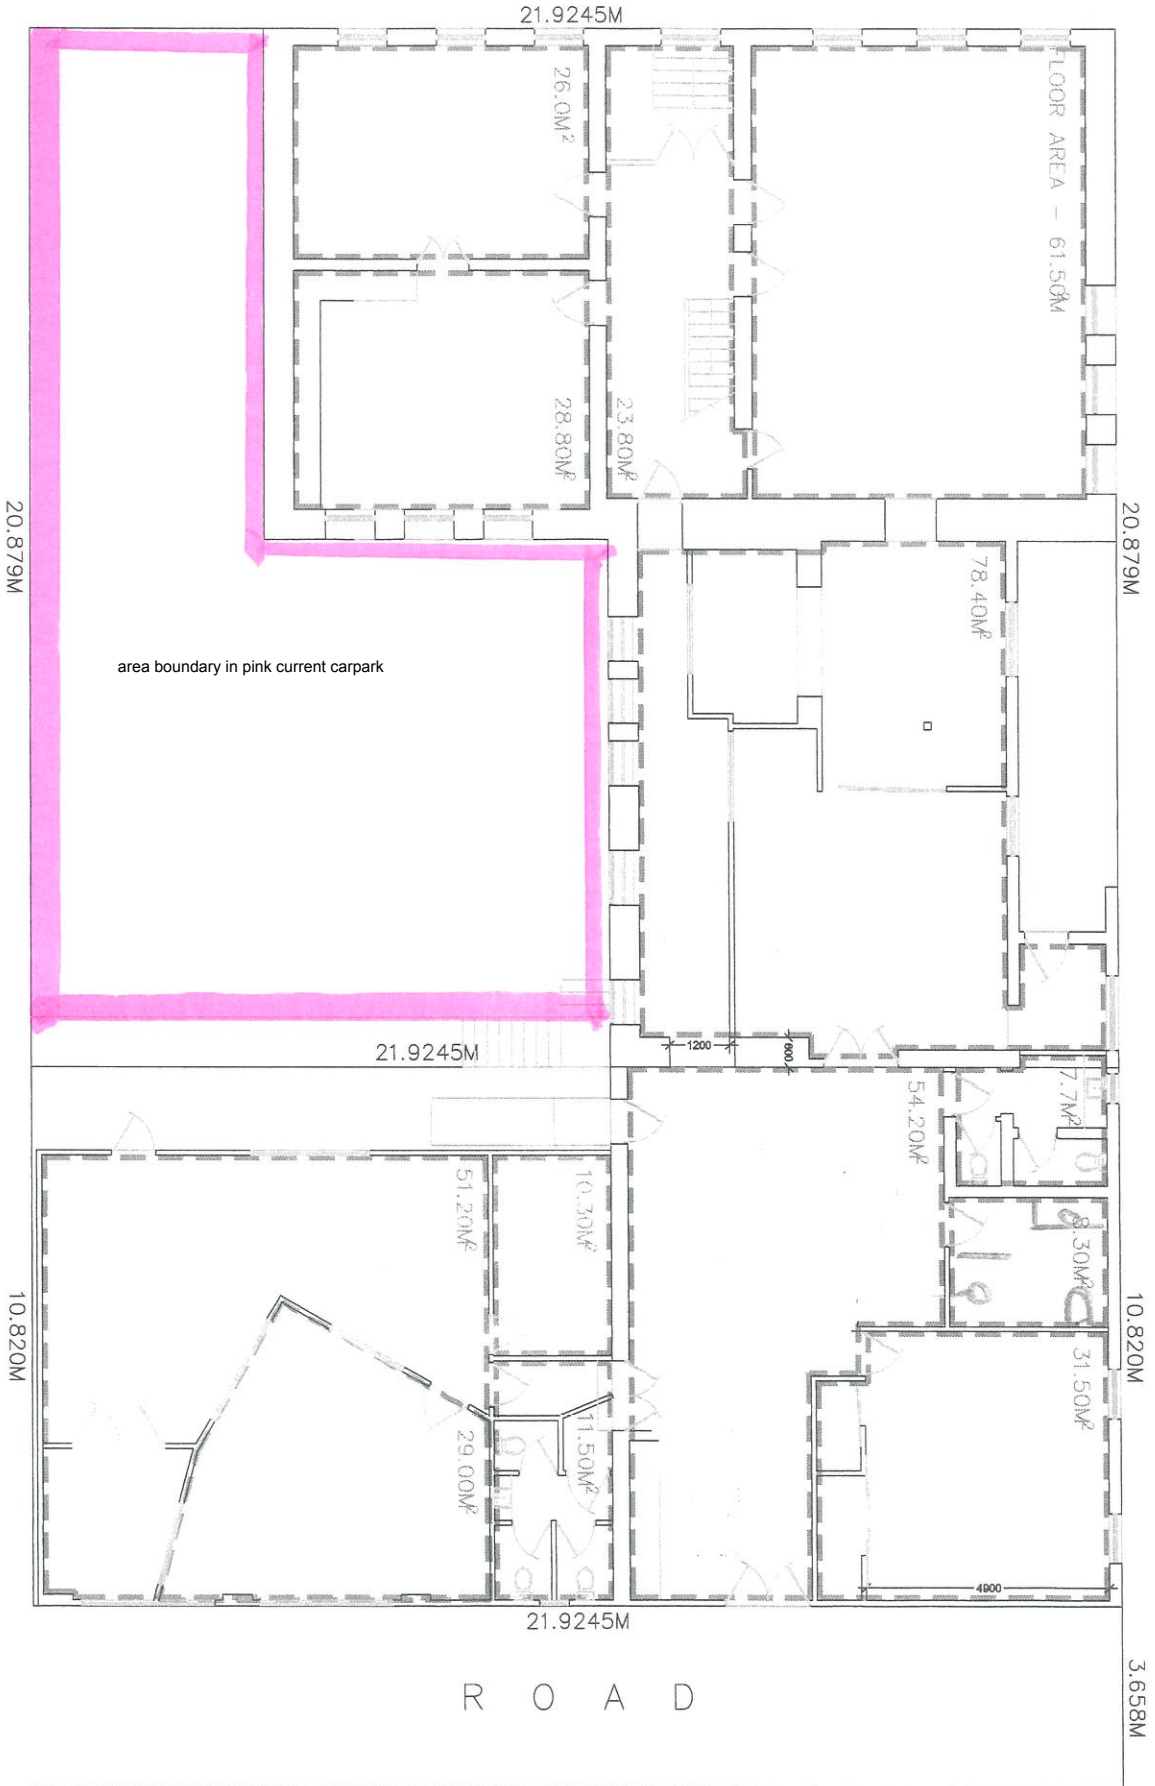 21.9245M
26.0M²
FLOOR AREA - 61.50M²
28.80M²
23.80M²
20.879M
20.879M
78.40M²
area boundary in pink current carpark
21.9245M
1200
600
54.20M²
7.7M²
51.20M²
10.30M²
8.30M²
10.820M
10.820M
31.50M²
29.00M²
11.50M²
4900
21.9245M
3.658M
ROAD